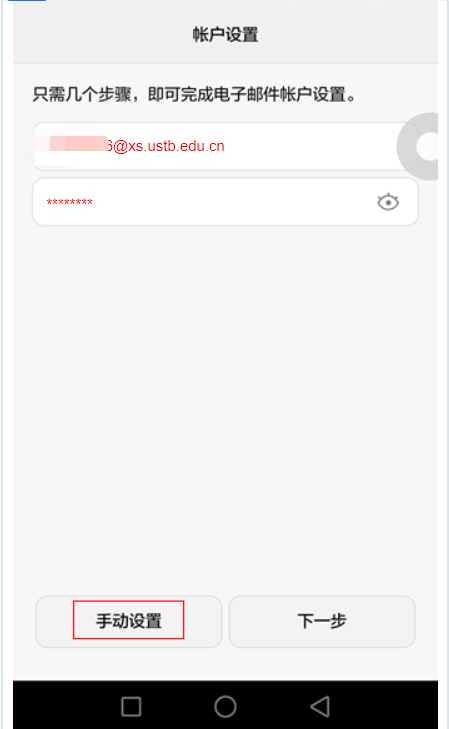 帐户设置
只需几个步骤，即可完成电子邮件帐户设置。
6@xs.ustb.edu.cn
********
手动设置
下一步